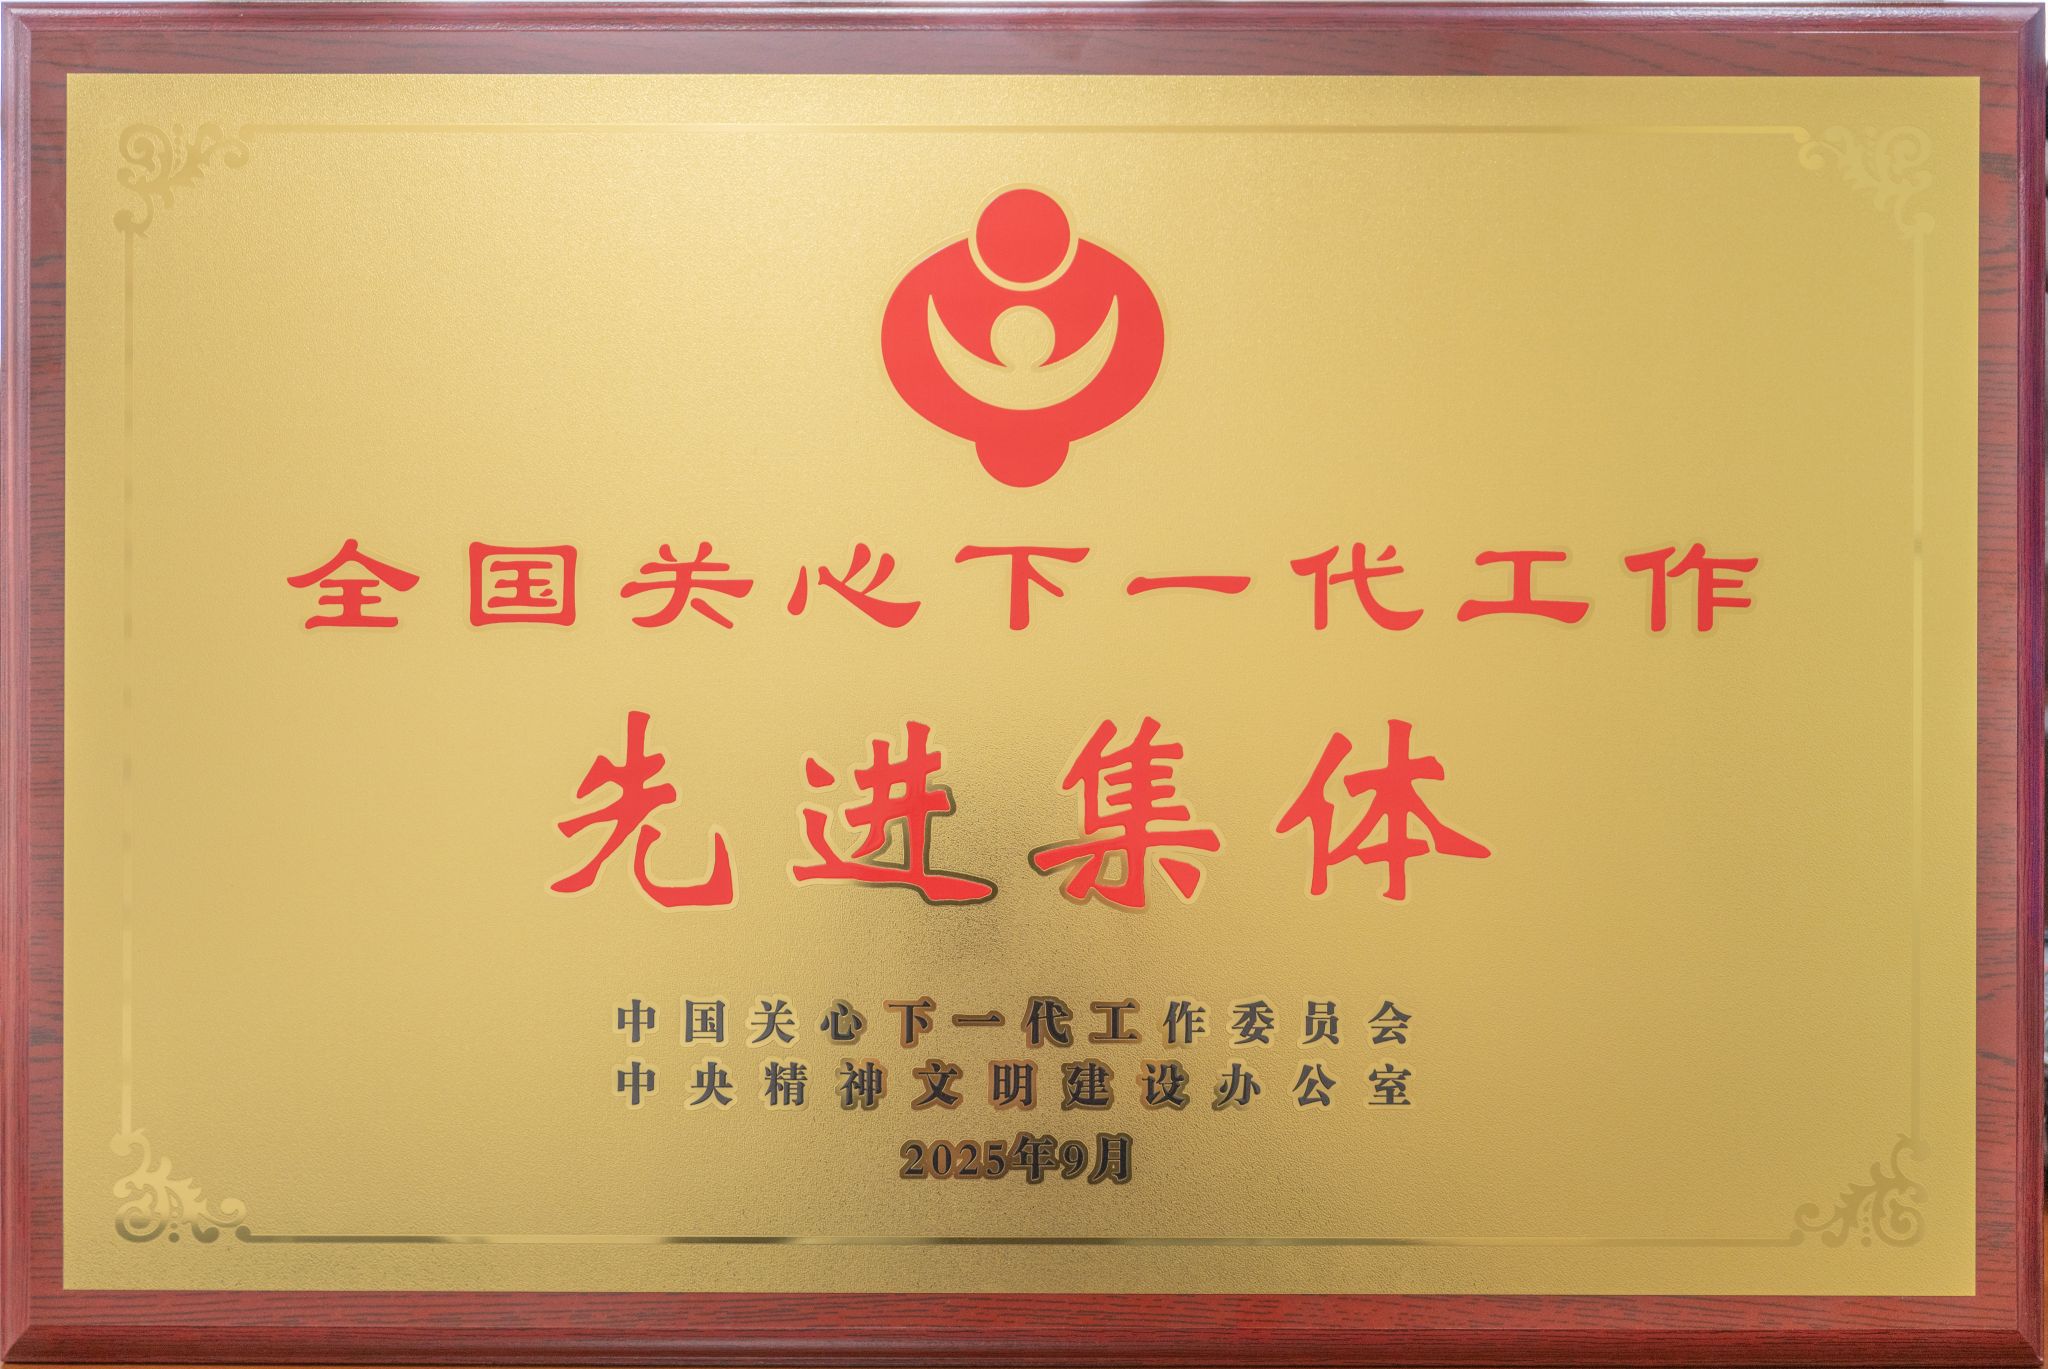 全国关心下一代工作
先进集体
中国关心下一代工作委员会
中央精神文明建设办公室
2025年9月